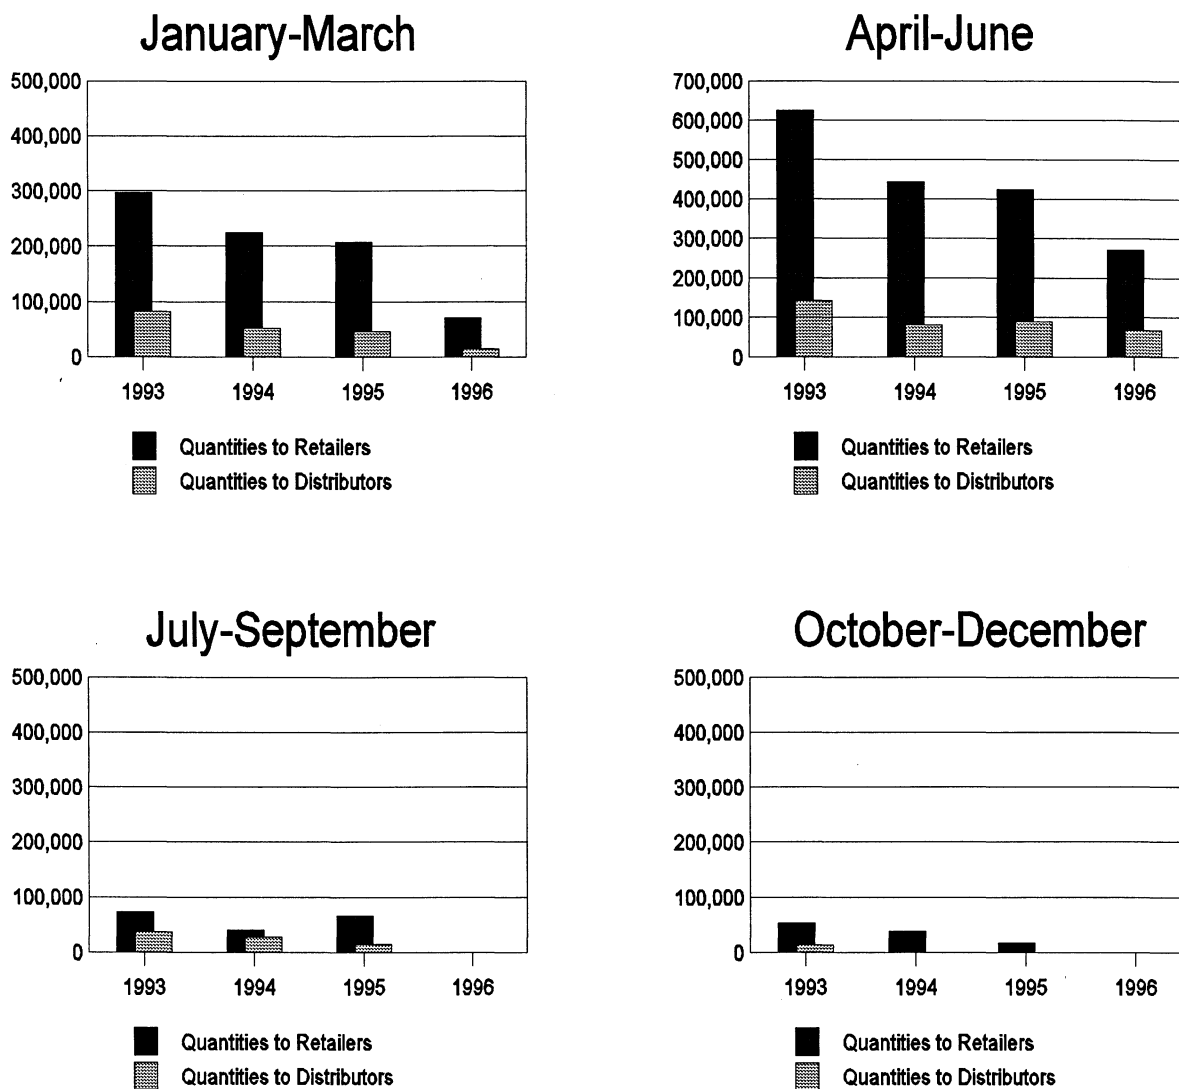 January-March
500,000
400,000
300,000
200,000
100,000
0
1993 1994 1995 1996
Quantities to Retailers
Quantities to Distributors
April-June
700,000
600,000
500,000
400,000
300,000
200,000
100,000
0
1993 1994 1995 1996
Quantities to Retailers
Quantities to Distributors
July-September
500,000
400,000
300,000
200,000
100,000
0
1993 1994 1995 1996
Quantities to Retailers
Quantities to Distributors
October-December
500,000
400,000
300,000
200,000
100,000
0
1993 1994 1995 1996
Quantities to Retailers
Quantities to Distributors